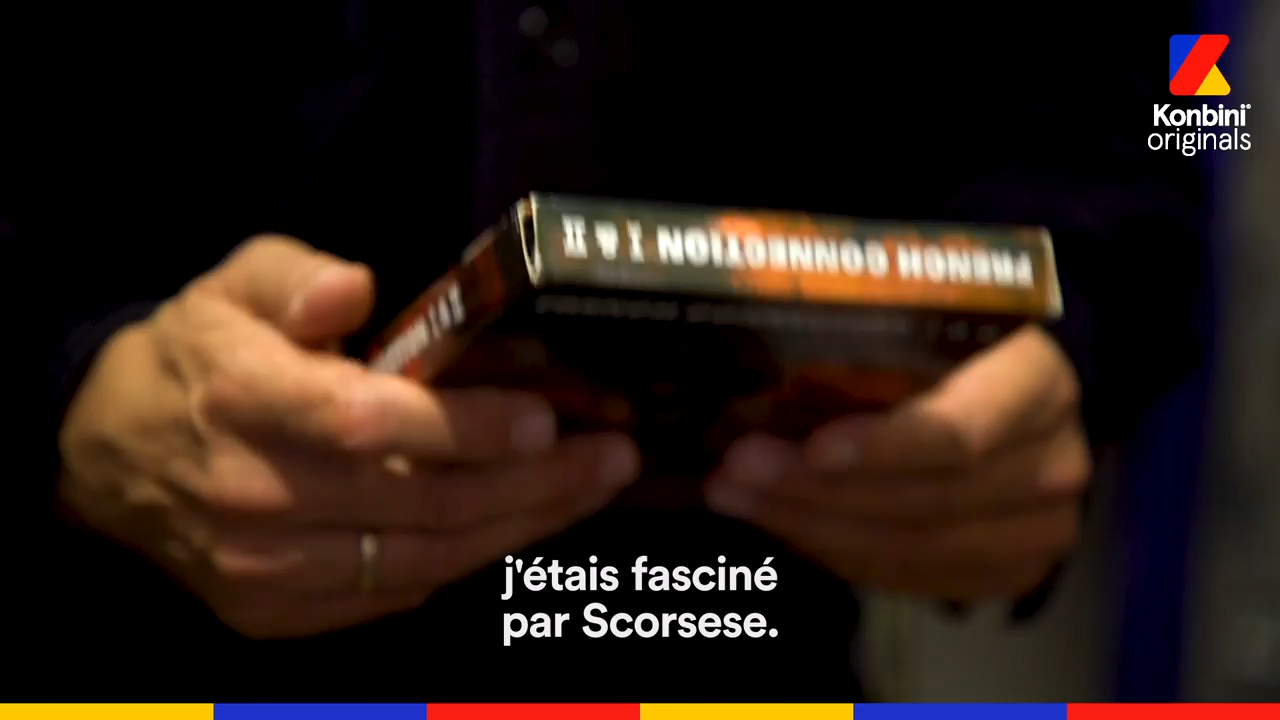 Konbini
originals
FRENCH CONNECTION I & II
j'étais fasciné
par Scorsese.